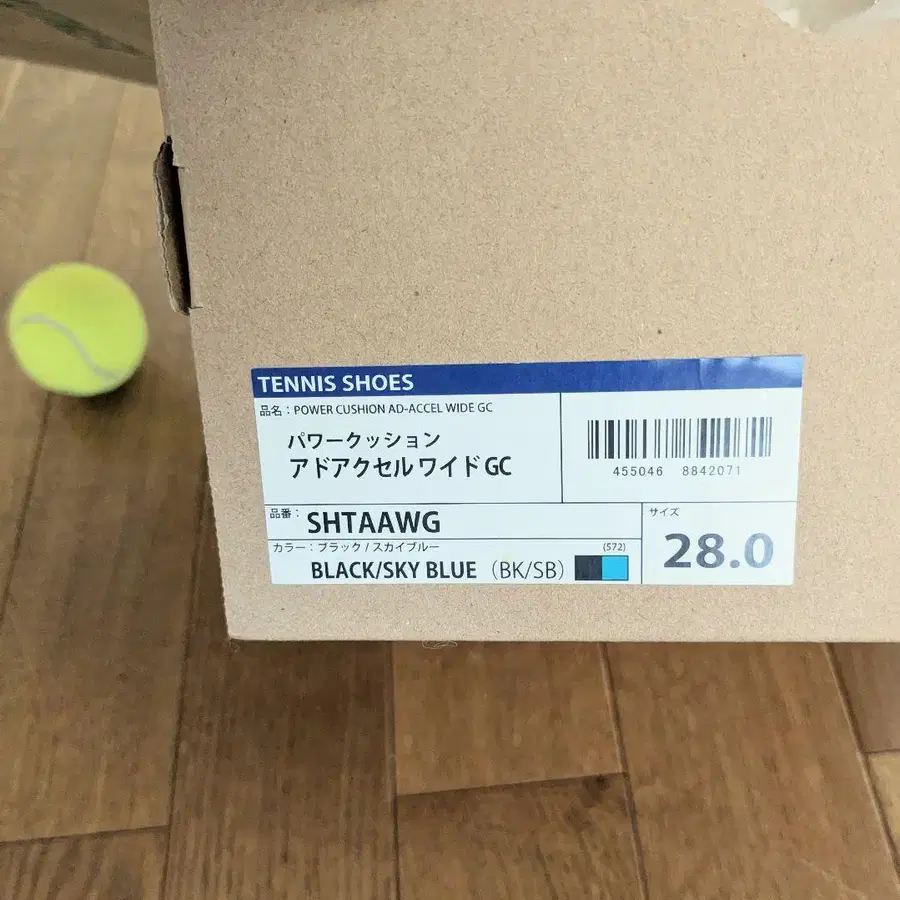 TENNIS SHOES
品名：POWER CUSHION AD-ACCEL WIDE GC
パワークッション
アドアクセル ワイド GC
455046 8842071
品番：SHTAAWG
サイズ
28.0
カラー：ブラック / スカイブルー (572)
BLACK/SKY BLUE（BK/SB）